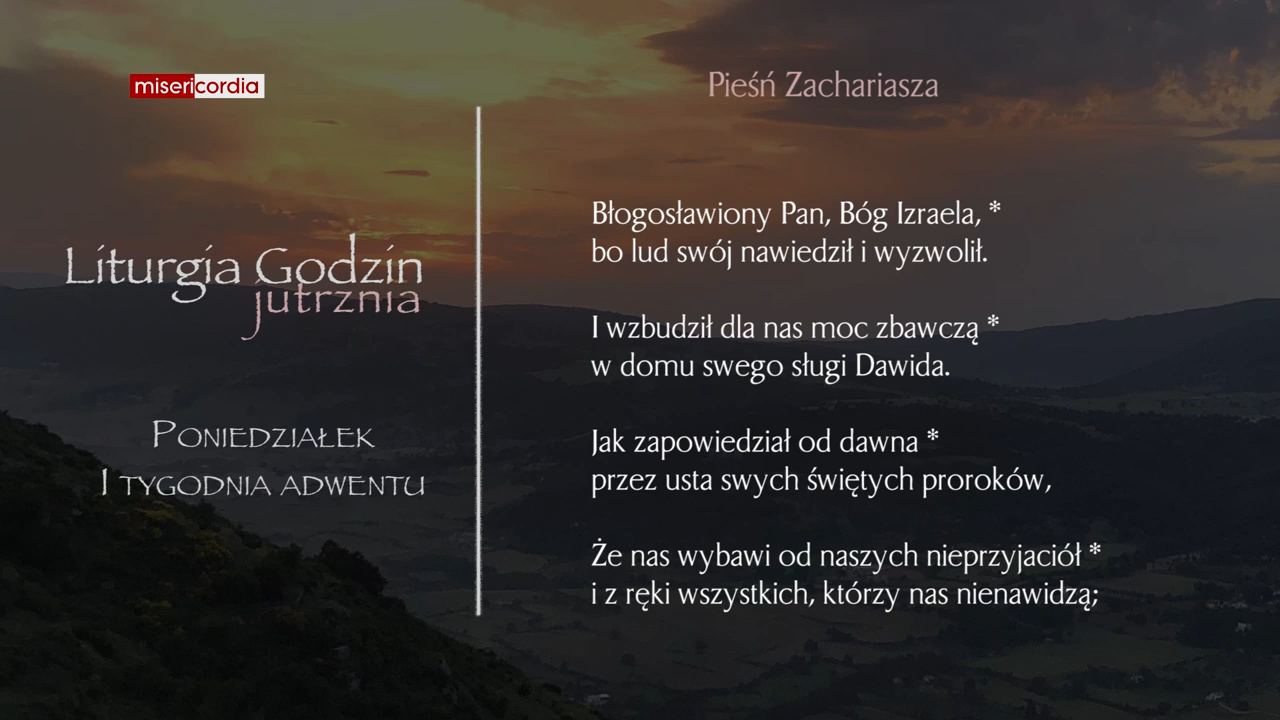 misericordia
Liturgia Godzin
jutrznia
Poniedziałek
I tygodnia adwentu
Pieśń Zachariasza
Błogosławiony Pan, Bóg Izraela, *
bo lud swój nawiedził i wyzwolił.
I wzbudził dla nas moc zbawczą *
w domu swego sługi Dawida.
Jak zapowiedział od dawna *
przez usta swych świętych proroków,
Że nas wybawi od naszych nieprzyjaciół *
i z ręki wszystkich, którzy nas nienawidzą;